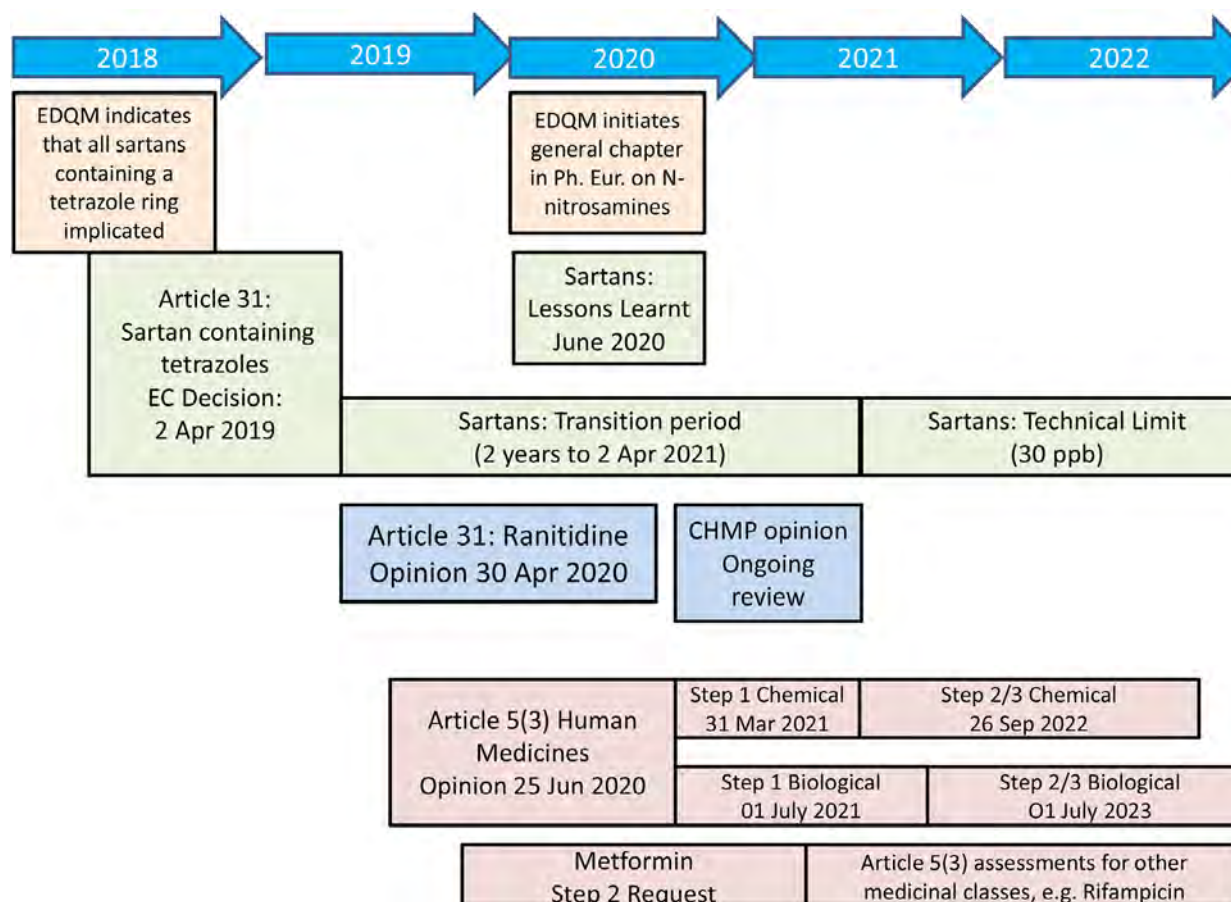 2018
2019
2020
2021
2022
EDQM indicates
that all sartans
containing a
tetrazole ring
implicated
EDQM initiates
general chapter
in Ph. Eur. on N-
nitrosamines
Article 31:
Sartan containing
tetrazoles
EC Decision:
2 Apr 2019
Sartans:
Lessons Learnt
June 2020
Sartans: Transition period
(2 years to 2 Apr 2021)
Sartans: Technical Limit
(30 ppb)
Article 31: Ranitidine
Opinion 30 Apr 2020
CHMP opinion
Ongoing
review
Article 5(3) Human
Medicines
Opinion 25 Jun 2020
Step 1 Chemical
31 Mar 2021
Step 2/3 Chemical
26 Sep 2022
Step 1 Biological
01 July 2021
Step 2/3 Biological
O1 July 2023
Metformin
Step 2 Request
Article 5(3) assessments for other
medicinal classes, e.g. Rifampicin